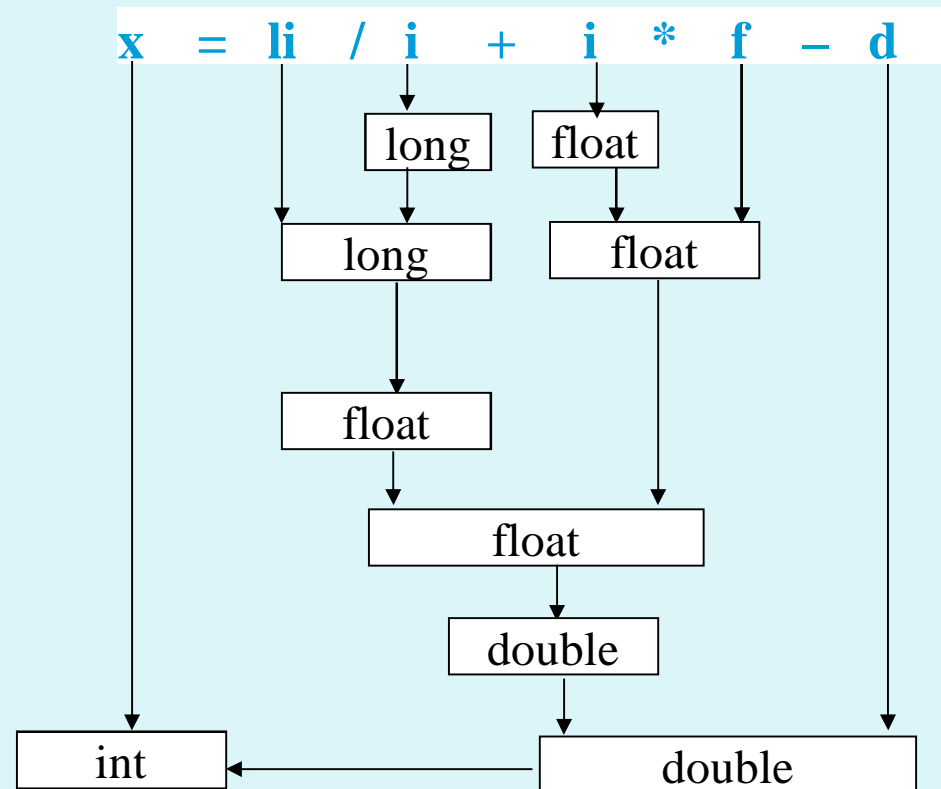 x = li / i + i * f – d
long float
long float
float
float
double
int double